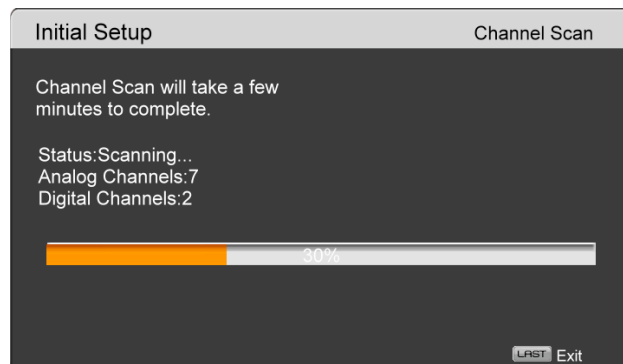 Initial Setup
Channel Scan
Channel Scan will take a few
minutes to complete.
Status:Scanning...
Analog Channels:7
Digital Channels:2
30%
LAST Exit